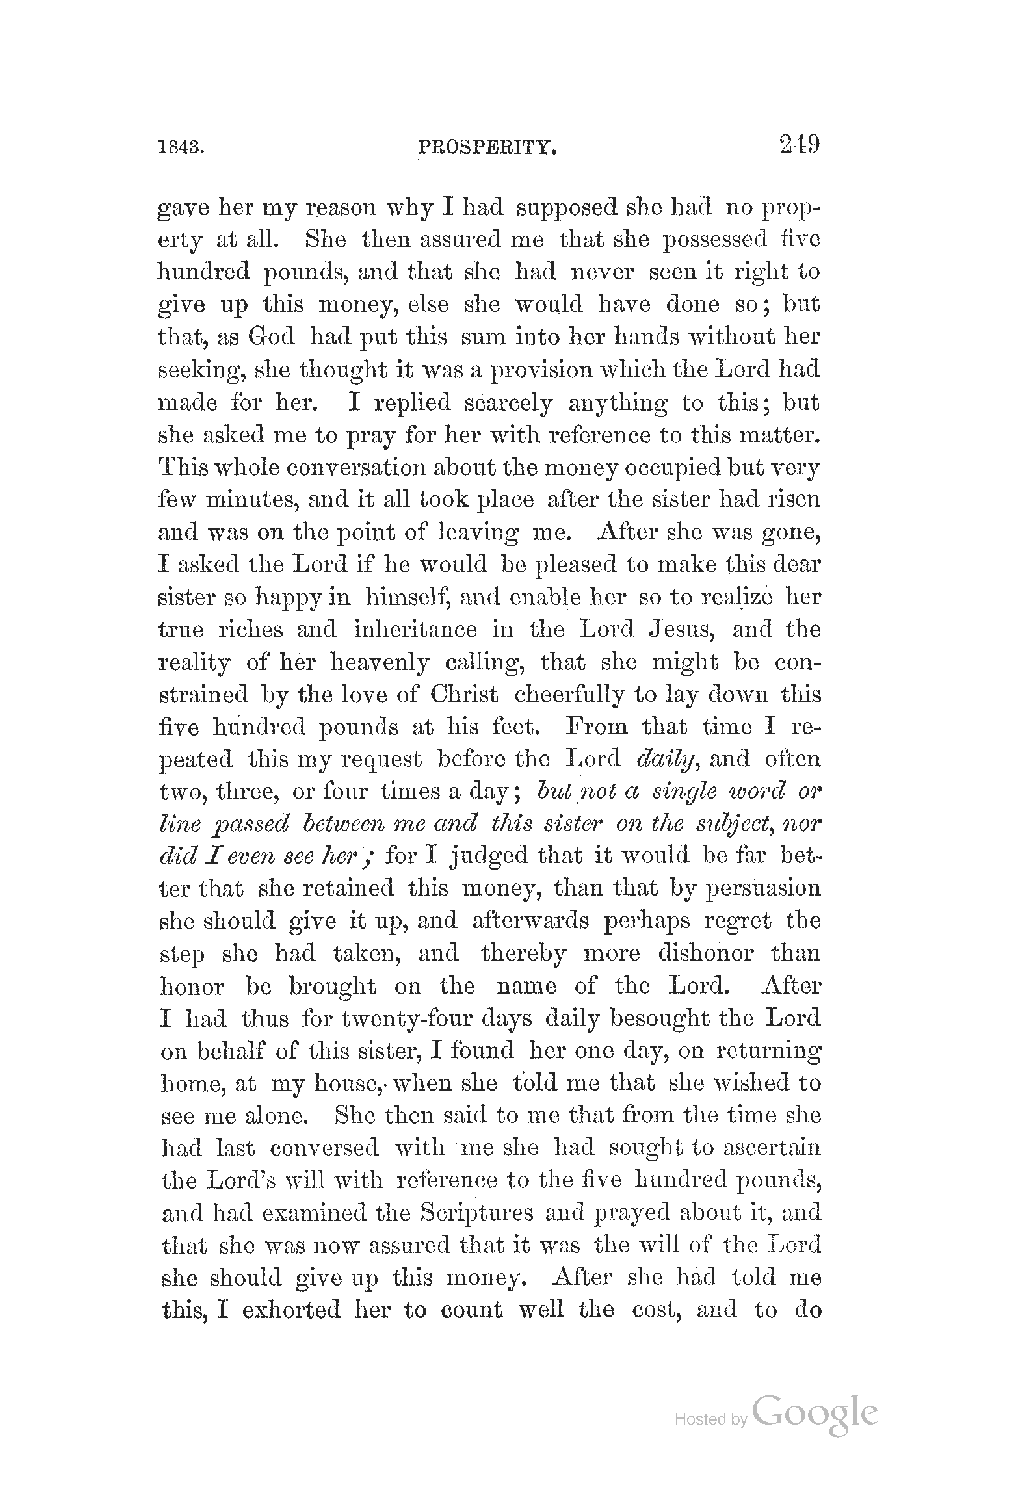 1843. PROSPERITY. 249
gave her my reason why I had supposed she had no prop-
erty at all. She then assured me that she possessed five
hundred pounds, and that she had never seen it right to
give up this money, else she would have done so; but
that, as God had put this sum into her hands without her
seeking, she thought it was a provision which the Lord had
made for her. I replied scarcely anything to this; but
she asked me to pray for her with reference to this matter.
This whole conversation about the money occupied but very
few minutes, and it all took place after the sister had risen
and was on the point of leaving me. After she was gone,
I asked the Lord if he would be pleased to make this dear
sister so happy in himself, and enable her so to realize her
true riches and inheritance in the Lord Jesus, and the
reality of her heavenly calling, that she might be con-
strained by the love of Christ cheerfully to lay down this
five hundred pounds at his feet. From that time I re-
peated this my request before the Lord daily, and often
two, three, or four times a day; but not a single word or
line passed between me and this sister on the subject, nor
did I even see her; for I judged that it would be far bet-
ter that she retained this money, than that by persuasion
she should give it up, and afterwards perhaps regret the
step she had taken, and thereby more dishonor than
honor be brought on the name of the Lord. After
I had thus for twenty-four days daily besought the Lord
on behalf of this sister, I found her one day, on returning
home, at my house, when she told me that she wished to
see me alone. She then said to me that from the time she
had last conversed with me she had sought to ascertain
the Lord's will with reference to the five hundred pounds,
and had examined the Scriptures and prayed about it, and
that she was now assured that it was the will of the Lord
she should give up this money. After she had told me
this, I exhorted her to count well the cost, and to do
Hosted by Google